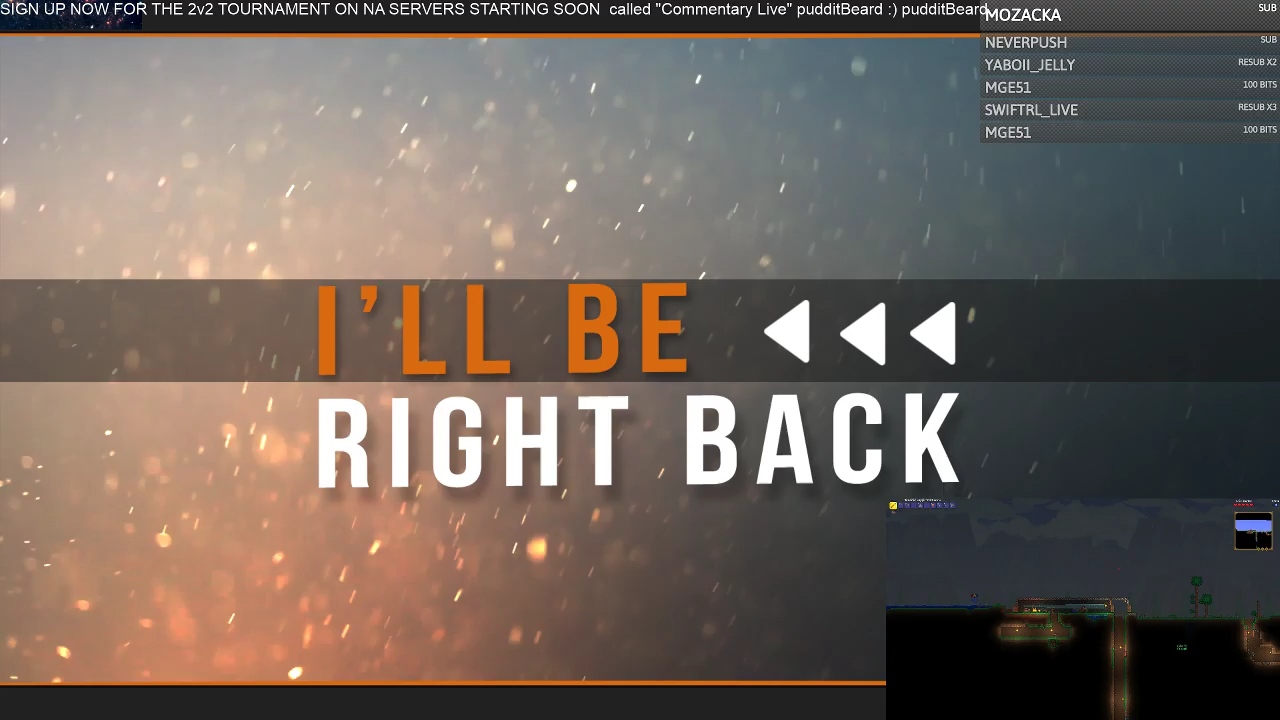 SIGN UP NOW FOR THE 2v2 TOURNAMENT ON NA SERVERS STARTING SOON called "Commentary Live" pudditBeard :) pudditBeard
MOZACKA SUB
NEVERPUSH SUB
YABOII_JELLY RESUB X2
MGE51 100 BITS
SWIFTRL_LIVE RESUB X3
MGE51 100 BITS
I'LL BE
RIGHT BACK